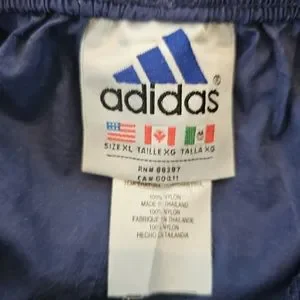 adidas
®
SIZE XL TAILLE XG TALLA XG
RN# 88387
CA# 00311
100% NYLON
MADE IN THAILAND
100% NYLON
FABRIQUE EN THAILANDE
100% NYLON
HECHO EN TAILANDIA